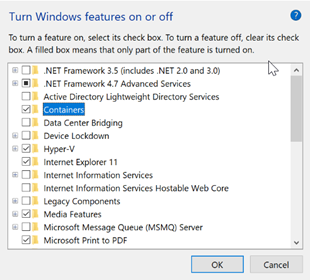 Turn Windows features on or off
?
To turn a feature on, select its check box. To turn a feature off, clear its check
box. A filled box means that only part of the feature is turned on.
.NET Framework 3.5 (includes .NET 2.0 and 3.0)
.NET Framework 4.7 Advanced Services
Active Directory Lightweight Directory Services
Containers
Data Center Bridging
Device Lockdown
Hyper-V
Internet Explorer 11
Internet Information Services
Internet Information Services Hostable Web Core
Legacy Components
Media Features
Microsoft Message Queue (MSMQ) Server
Microsoft Print to PDF
OK
Cancel